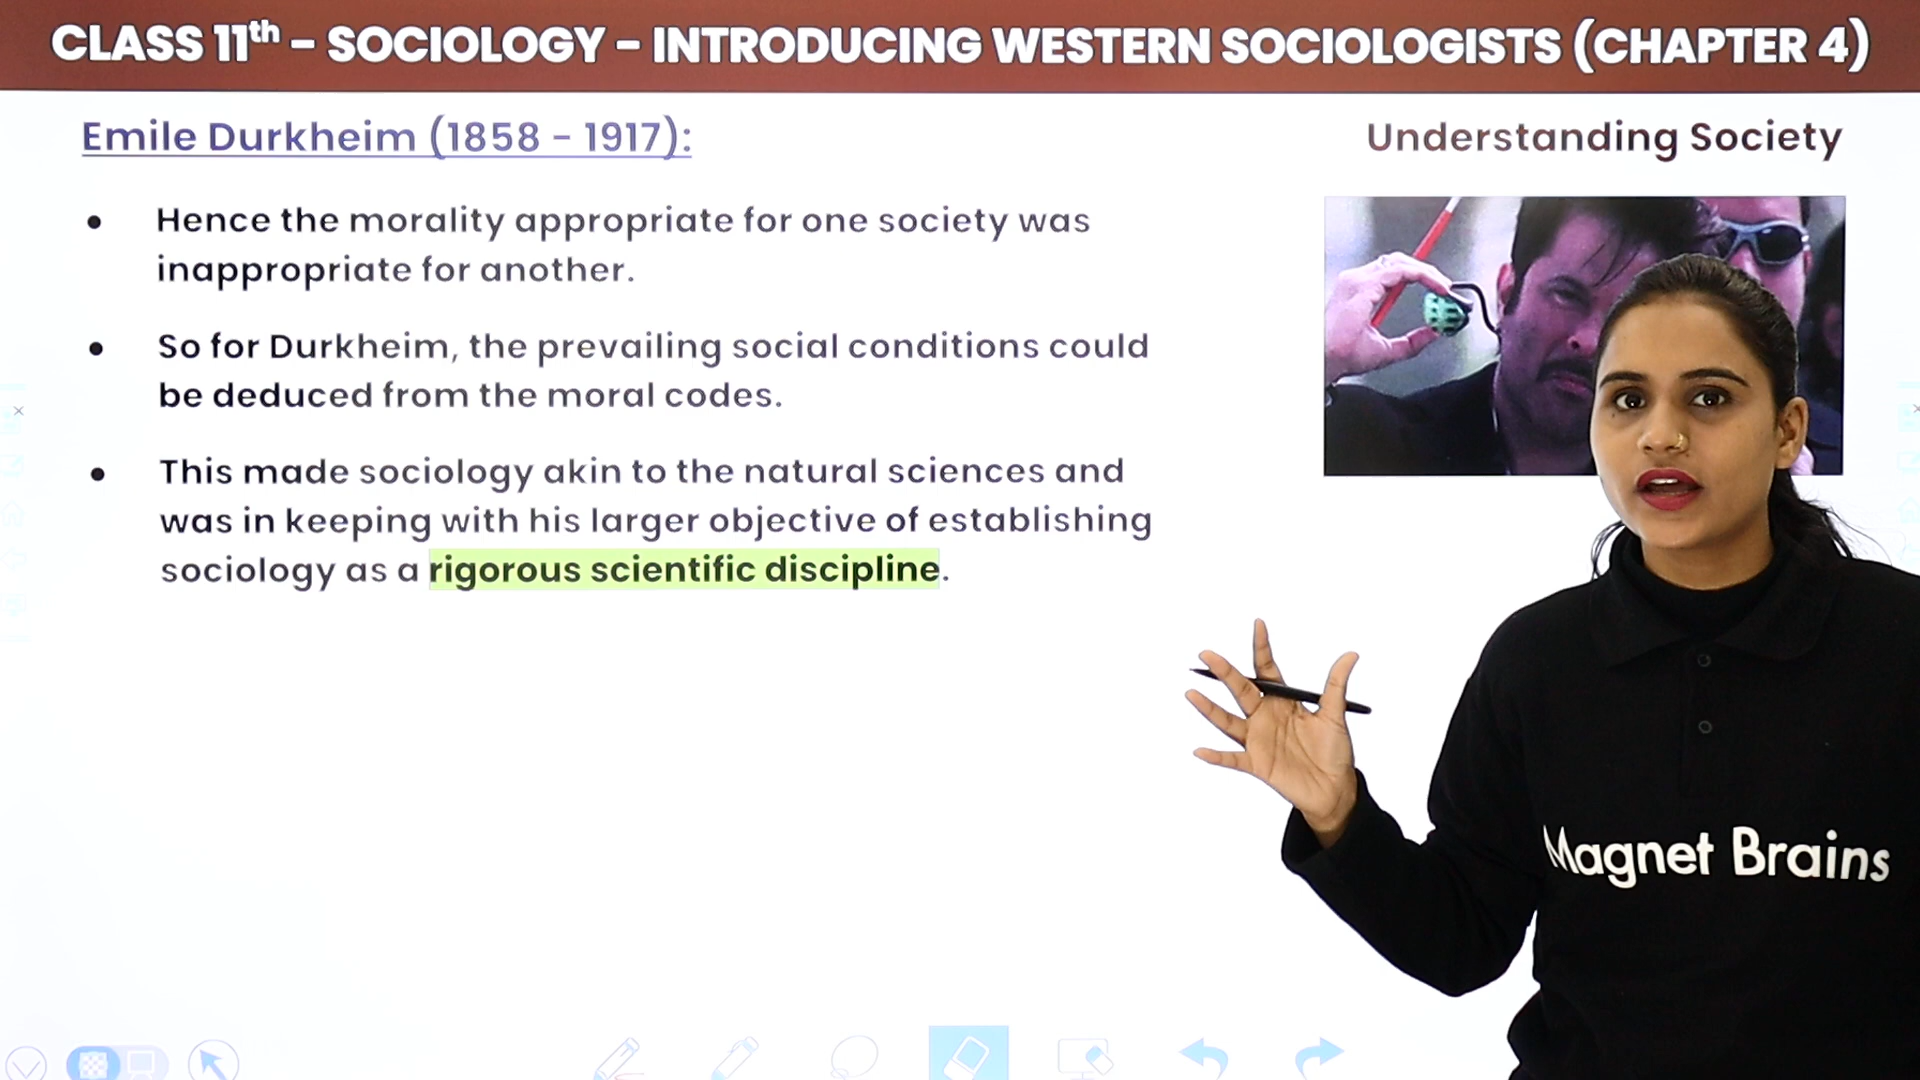 CLASS 11th – SOCIOLOGY – INTRODUCING WESTERN SOCIOLOGISTS (CHAPTER 4)
Emile Durkheim (1858 – 1917):
Understanding Society
• Hence the morality appropriate for one society was
inappropriate for another.
• So for Durkheim, the prevailing social conditions could
be deduced from the moral codes.
• This made sociology akin to the natural sciences and
was in keeping with his larger objective of establishing
sociology as a rigorous scientific discipline.
Magnet Brains